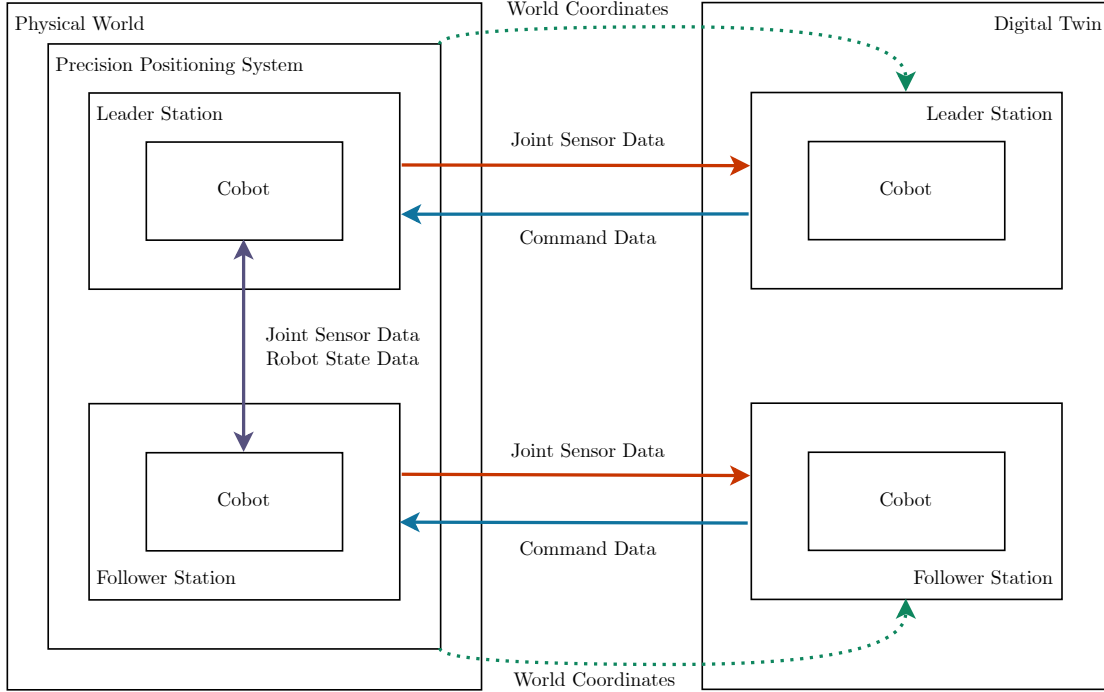 World Coordinates
Physical World
Digital Twin
Precision Positioning System
Leader Station
Leader Station
Joint Sensor Data
Cobot
Cobot
Command Data
Joint Sensor Data
Robot State Data
Joint Sensor Data
Cobot
Cobot
Command Data
Follower Station
Follower Station
World Coordinates